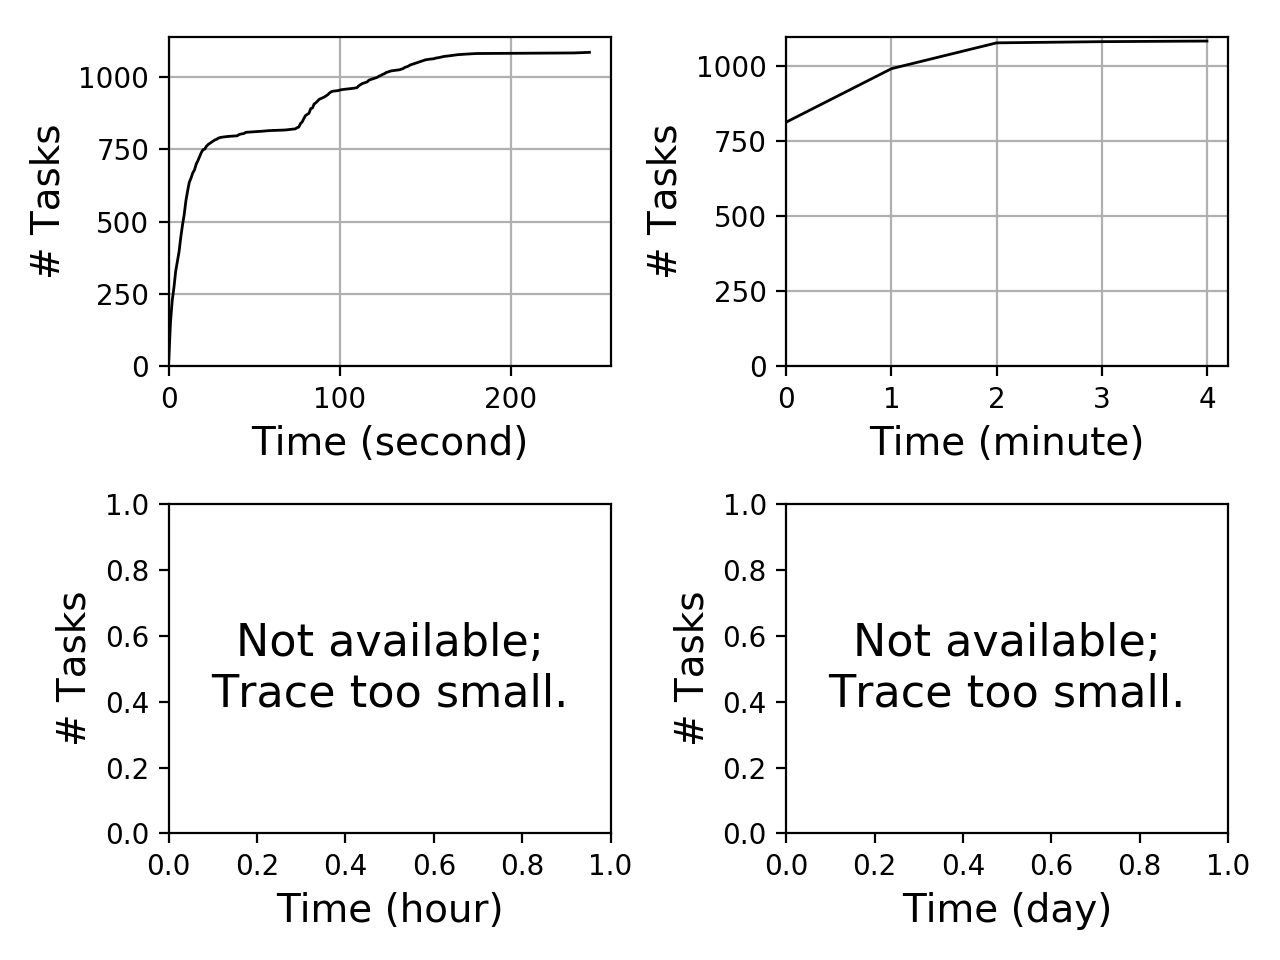 1000
750
500
250
0
# Tasks
0 100 200
Time (second)
1000
750
500
250
0
# Tasks
0 1 2 3 4
Time (minute)
1.0
0.8
0.6
0.4
0.2
0.0
# Tasks
Not available;
Trace too small.
0.0 0.2 0.4 0.6 0.8 1.0
Time (hour)
1.0
0.8
0.6
0.4
0.2
0.0
# Tasks
Not available;
Trace too small.
0.0 0.2 0.4 0.6 0.8 1.0
Time (day)